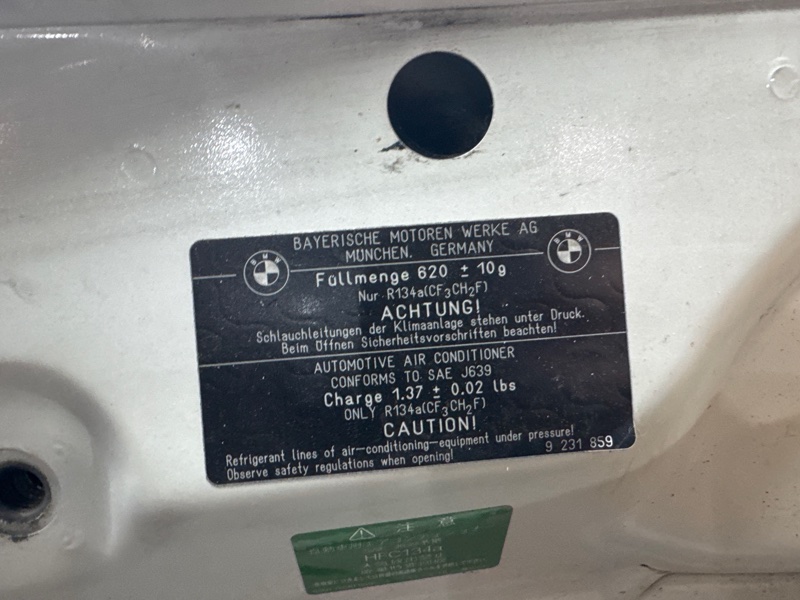 BAYERISCHE MOTOREN WERKE AG
MÜNCHEN, GERMANY
BMW
BMW
Füllmenge 620 ± 10g
Nur R134a(CF₃CH₂F)
ACHTUNG!
Schlauchleitungen der Klimaanlage stehen unter Druck.
Beim Öffnen Sicherheitsvorschriften beachten!
AUTOMOTIVE AIR CONDITIONER
CONFORMS TO SAE J639
Charge 1.37 ± 0.02 lbs
ONLY R134a(CF₃CH₂F)
CAUTION!
Refrigerant lines of air-conditioning-equipment under pressure!
Observe safety regulations when opening!
9 231 859
注 意
HFC134a